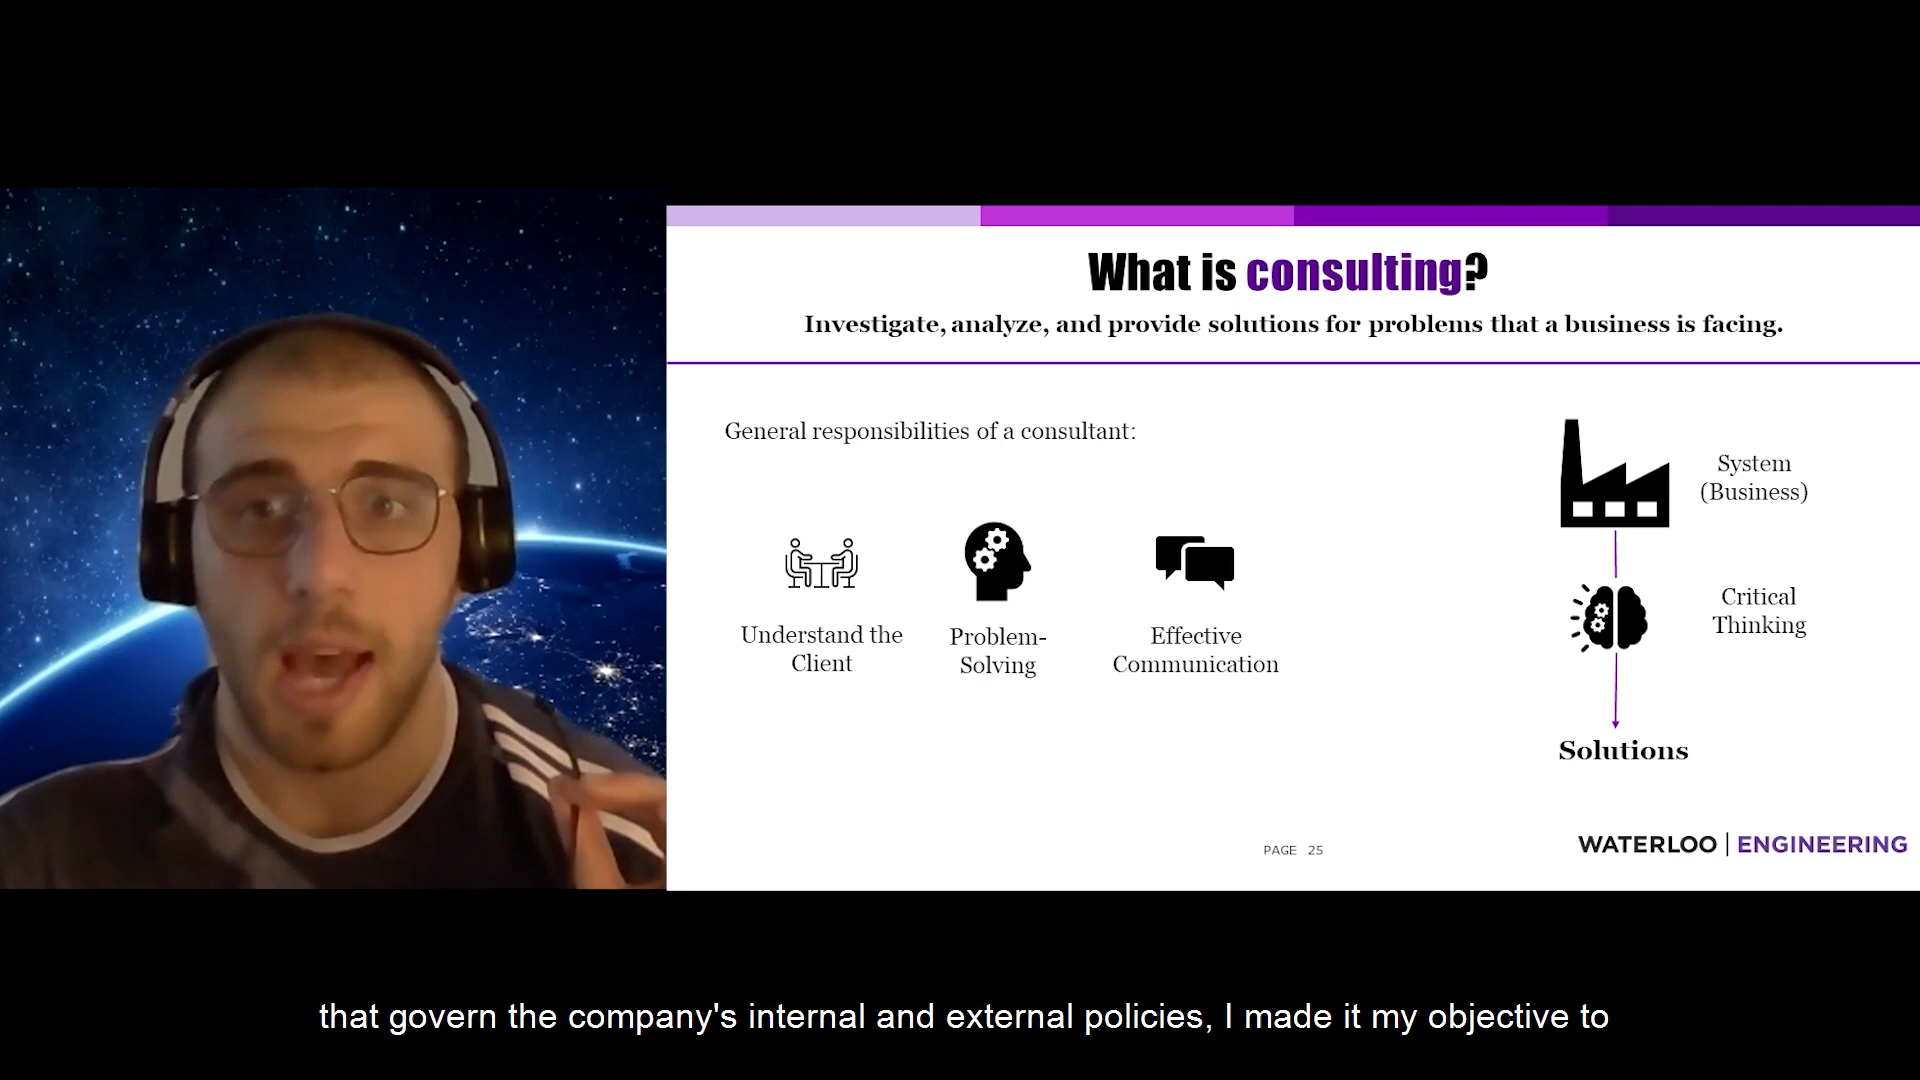 What is consulting?
Investigate, analyze, and provide solutions for problems that a business is facing.
General responsibilities of a consultant:
Understand the
Client
Problem-
Solving
Effective
Communication
System
(Business)
Critical
Thinking
Solutions
PAGE 25
WATERLOO | ENGINEERING
that govern the company's internal and external policies, I made it my objective to